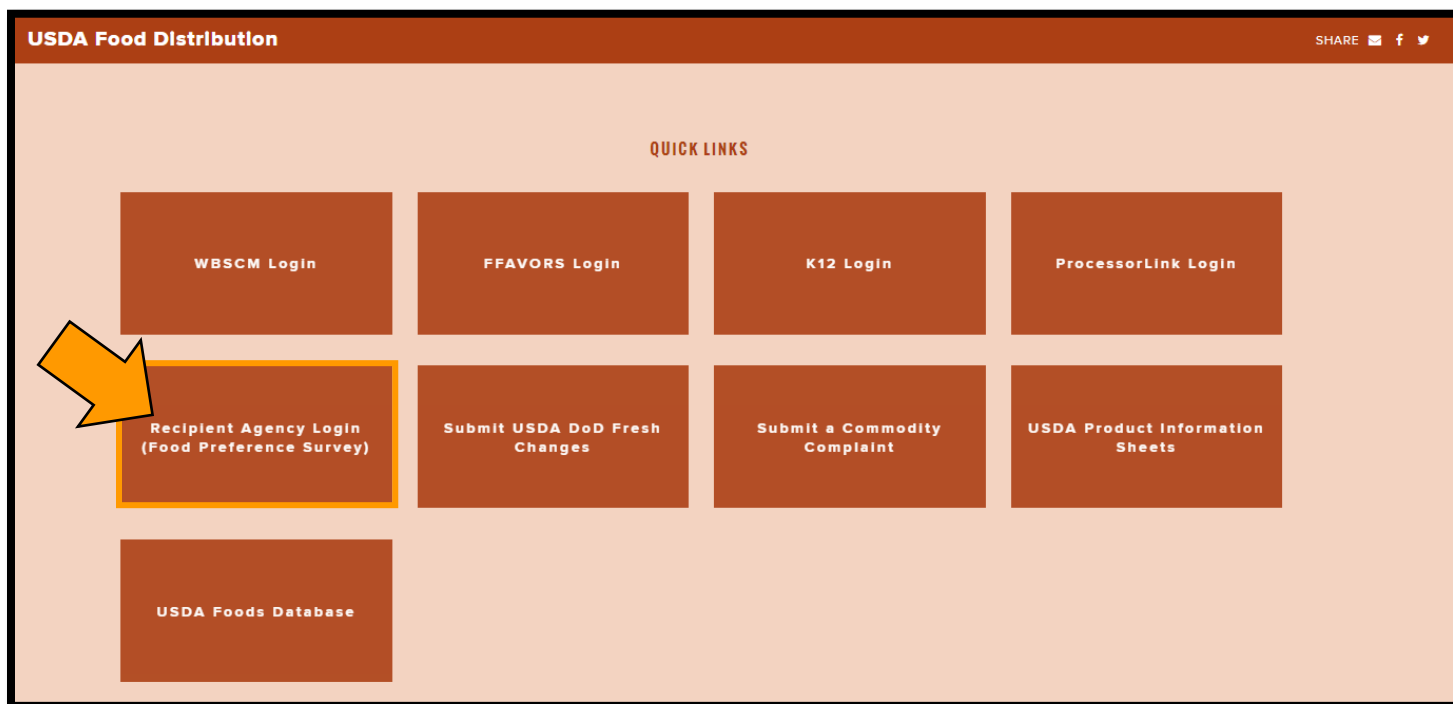 USDA Food Distribution
SHARE
QUICK LINKS
WBSCM Login
FFAVORS Login
K12 Login
ProcessorLink Login
Recipient Agency Login
(Food Preference Survey)
Submit USDA DoD Fresh
Changes
Submit a Commodity
Complaint
USDA Product Information
Sheets
USDA Foods Database